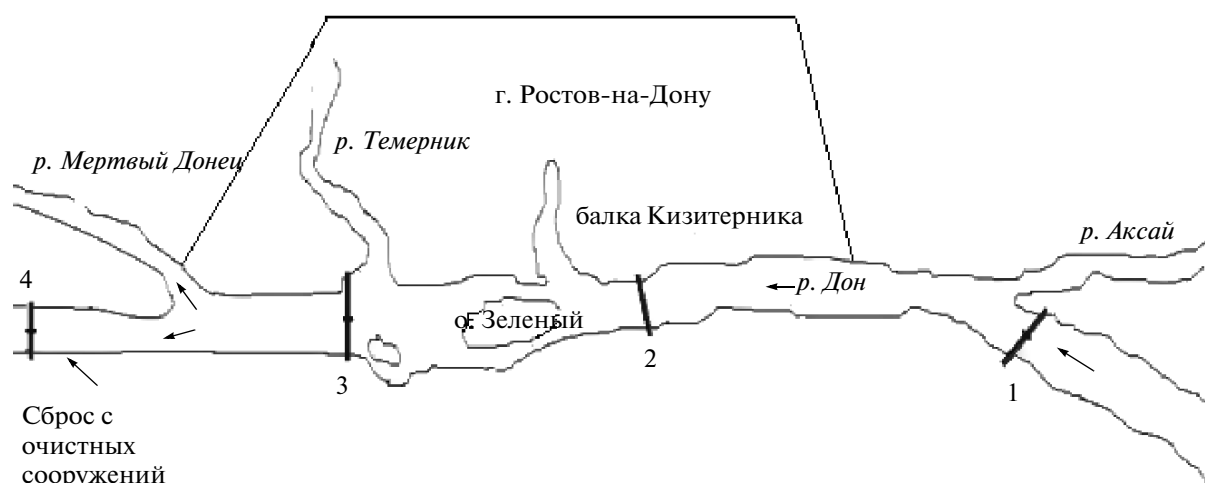 г. Ростов-на-Дону
р. Темерник
р. Мертвый Донец
балка Кизитерника
р. Аксай
р. Дон
о. Зеленый
4
3
2
1
Сброс с
очистных
сооружений